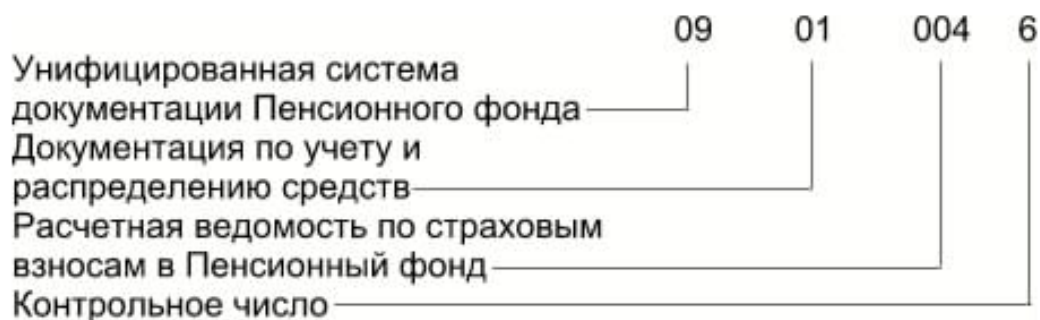 09 01 004 6
Унифицированная система
документации Пенсионного фонда
Документация по учету и
распределению средств
Расчетная ведомость по страховым
взносам в Пенсионный фонд
Контрольное число